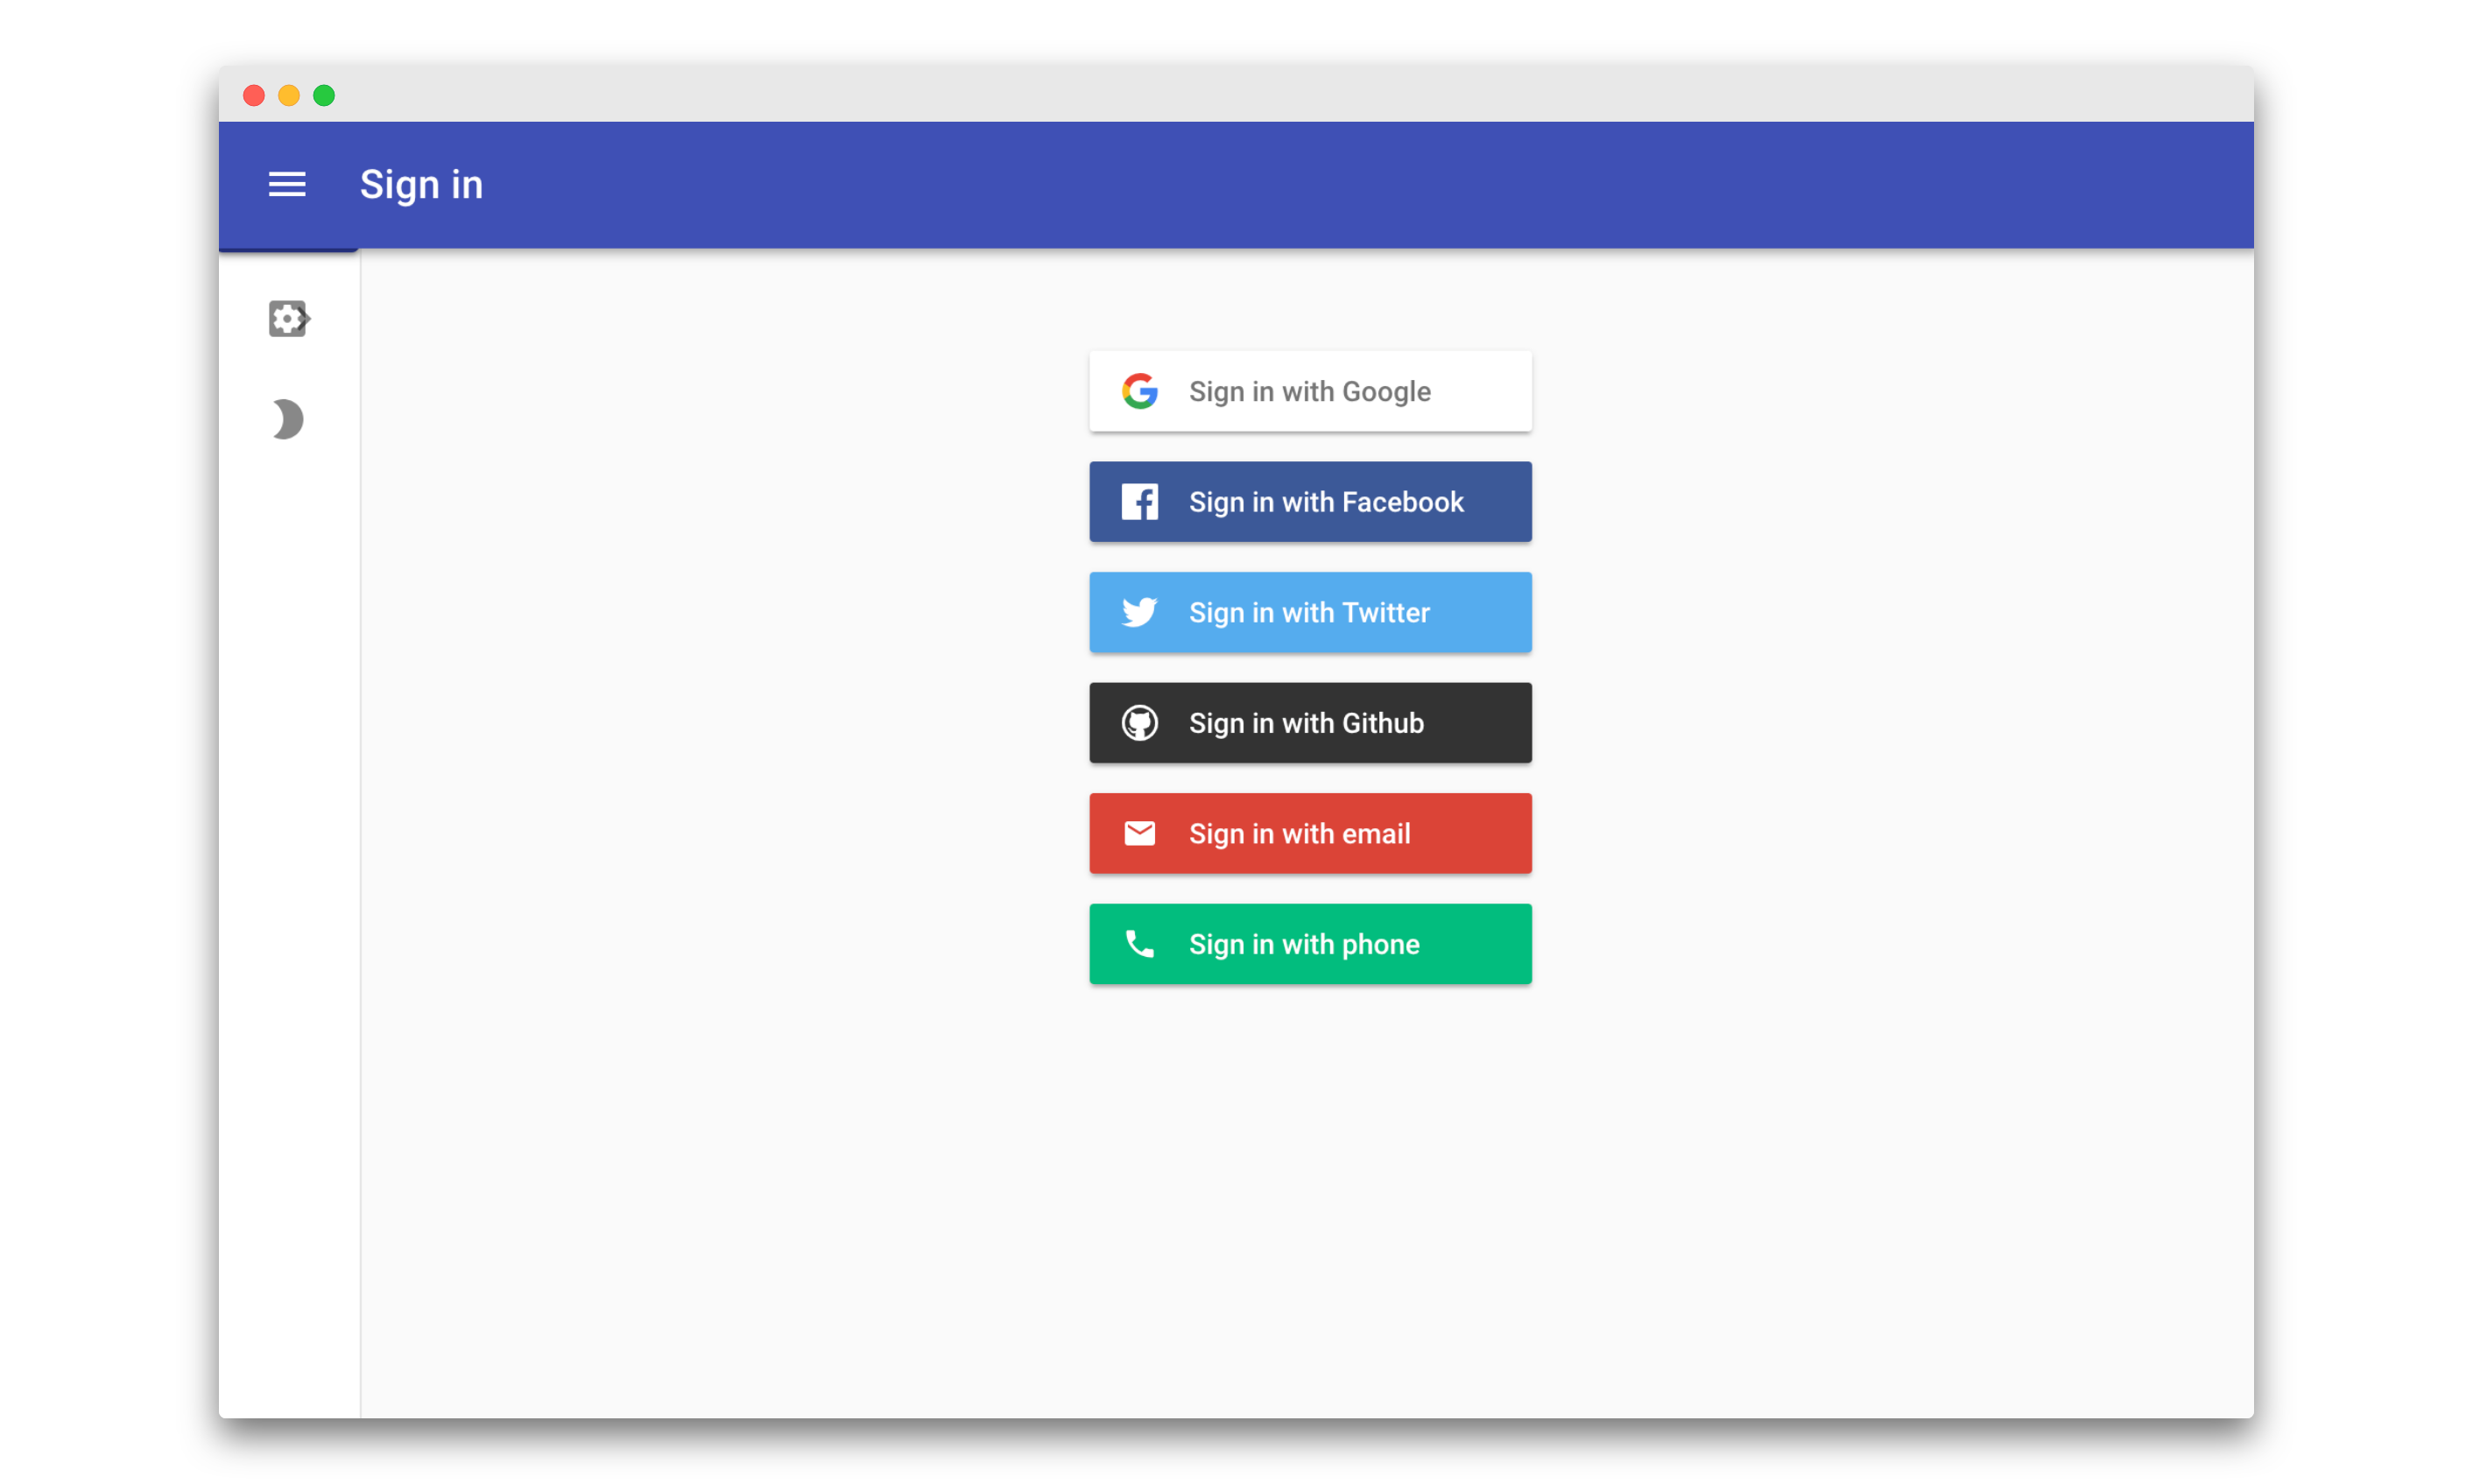 Sign in
Sign in with Google
Sign in with Facebook
Sign in with Twitter
Sign in with Github
Sign in with email
Sign in with phone